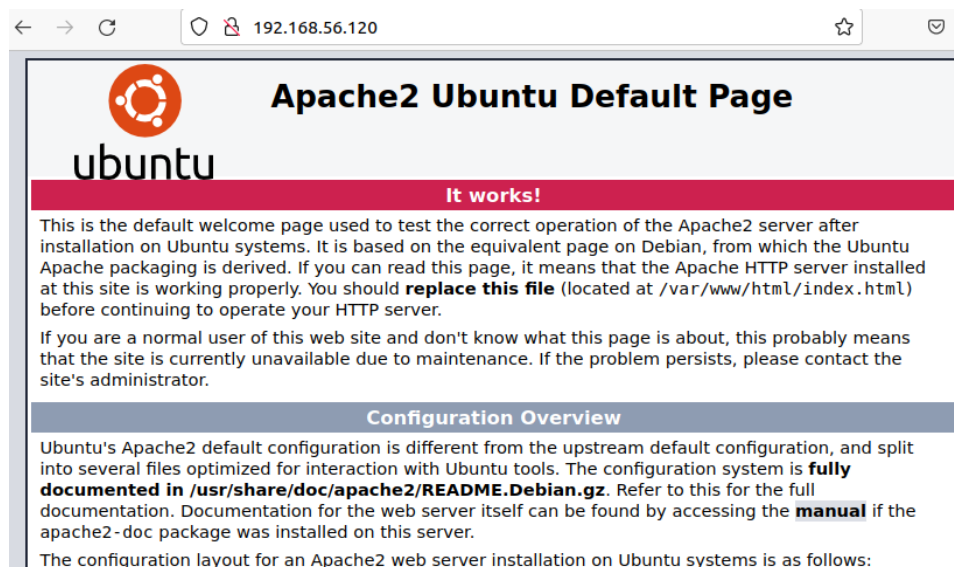 192.168.56.120
Apache2 Ubuntu Default Page
ubuntu
It works!
This is the default welcome page used to test the correct operation of the Apache2 server after
installation on Ubuntu systems. It is based on the equivalent page on Debian, from which the Ubuntu
Apache packaging is derived. If you can read this page, it means that the Apache HTTP server installed
at this site is working properly. You should replace this file (located at /var/www/html/index.html)
before continuing to operate your HTTP server.
If you are a normal user of this web site and don't know what this page is about, this probably means
that the site is currently unavailable due to maintenance. If the problem persists, please contact the
site's administrator.
Configuration Overview
Ubuntu's Apache2 default configuration is different from the upstream default configuration, and split
into several files optimized for interaction with Ubuntu tools. The configuration system is fully
documented in /usr/share/doc/apache2/README.Debian.gz. Refer to this for the full
documentation. Documentation for the web server itself can be found by accessing the manual if the
apache2-doc package was installed on this server.
The configuration layout for an Apache2 web server installation on Ubuntu systems is as follows: